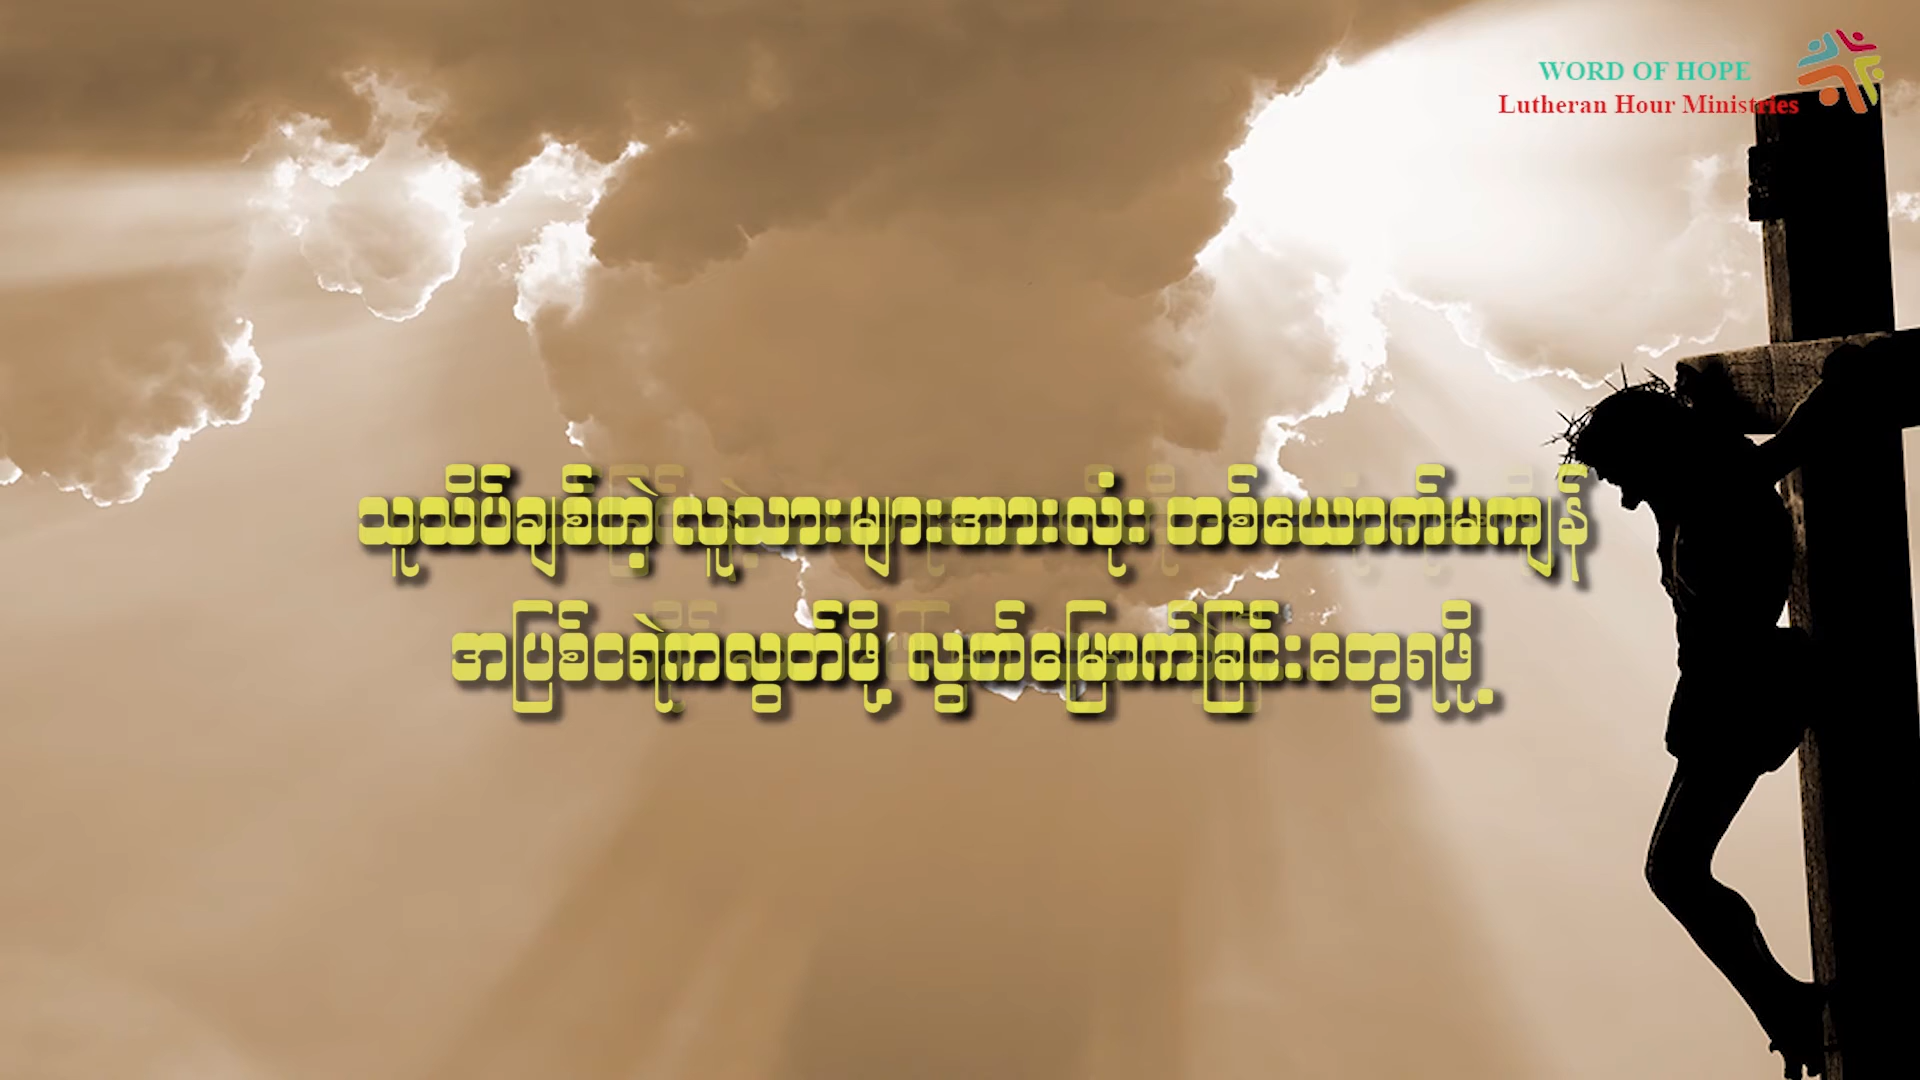 WORD OF HOPE
Lutheran Hour Ministries
သူသိပ်ချစ်တဲ့ လူသားများအားလုံး တစ်ယောက်မကျန်
အပြစ်ငရဲကလွတ်ဖို့ လွတ်မြောက်ခြင်းတွေရဖို့